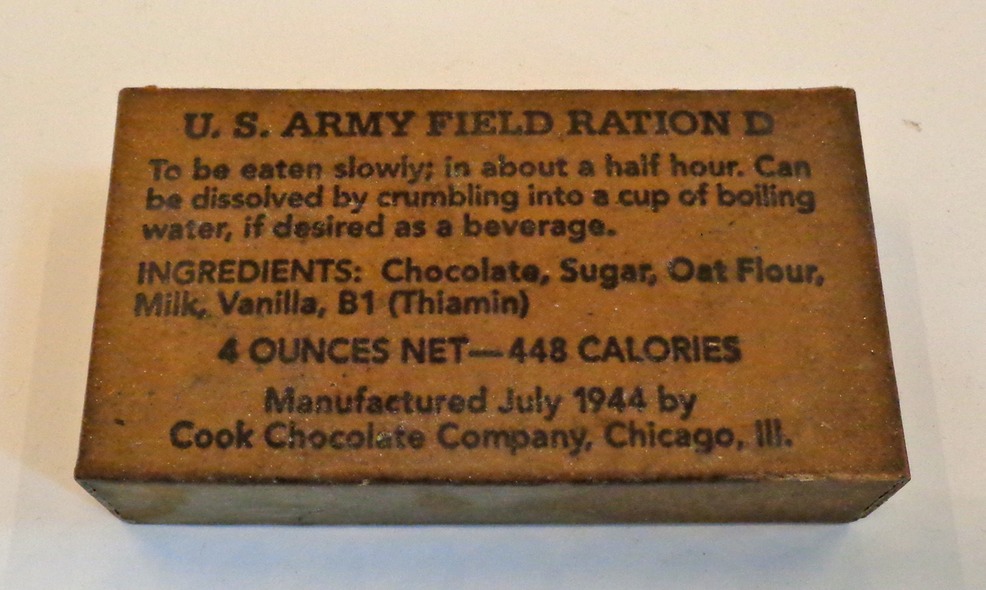 U. S. ARMY FIELD RATION D
To be eaten slowly; in about a half hour. Can
be dissolved by crumbling into a cup of boiling
water, if desired as a beverage.
INGREDIENTS: Chocolate, Sugar, Oat Flour,
Milk, Vanilla, B1 (Thiamin)
4 OUNCES NET—448 CALORIES
Manufactured July 1944 by
Cook Chocolate Company, Chicago, Ill.